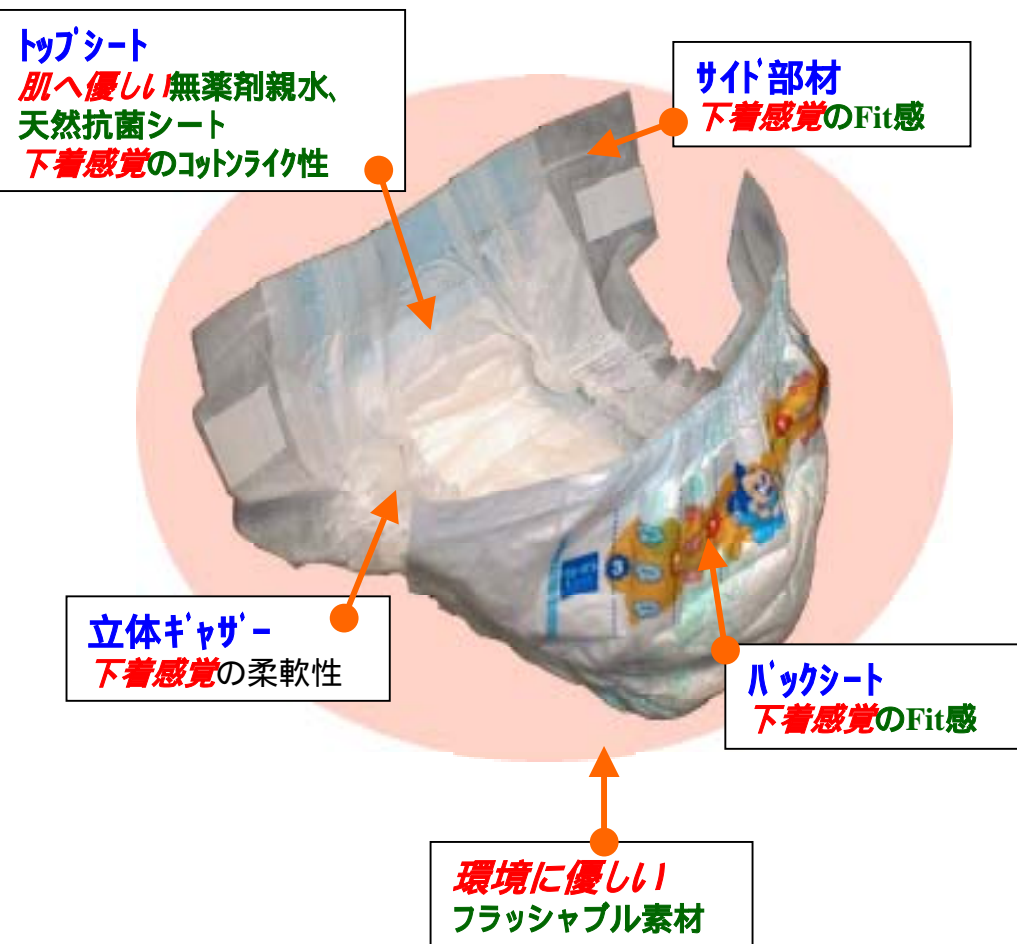 ﾄｯﾌﾟシート
肌へ優しい無薬剤親水、
天然抗菌シート
下着感覚のｺｯﾄﾝﾗｲｸ性
ｻｲﾄﾞ部材
下着感覚のFit感
立体ｷﾞｬｻﾞｰ
下着感覚の柔軟性
ﾊﾞｯｸｼｰﾄ
下着感覚のFit感
環境に優しい
フラッシャブル素材